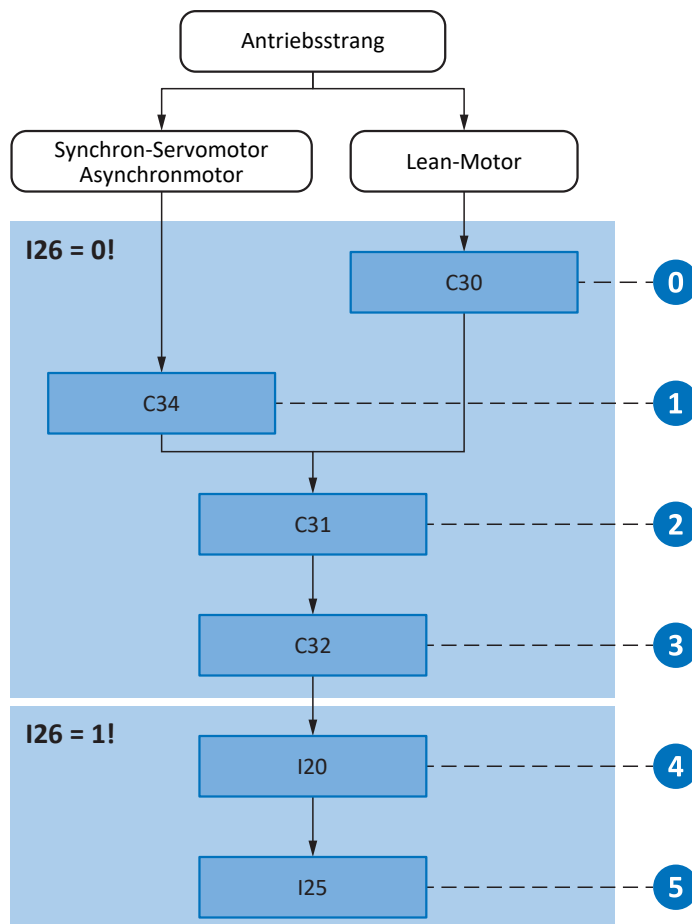 Antriebsstrang
Synchron-Servomotor
Asynchronmotor
Lean-Motor
I26 = 0!
C30
0
C34
1
C31
2
C32
3
I26 = 1!
I20
4
I25
5